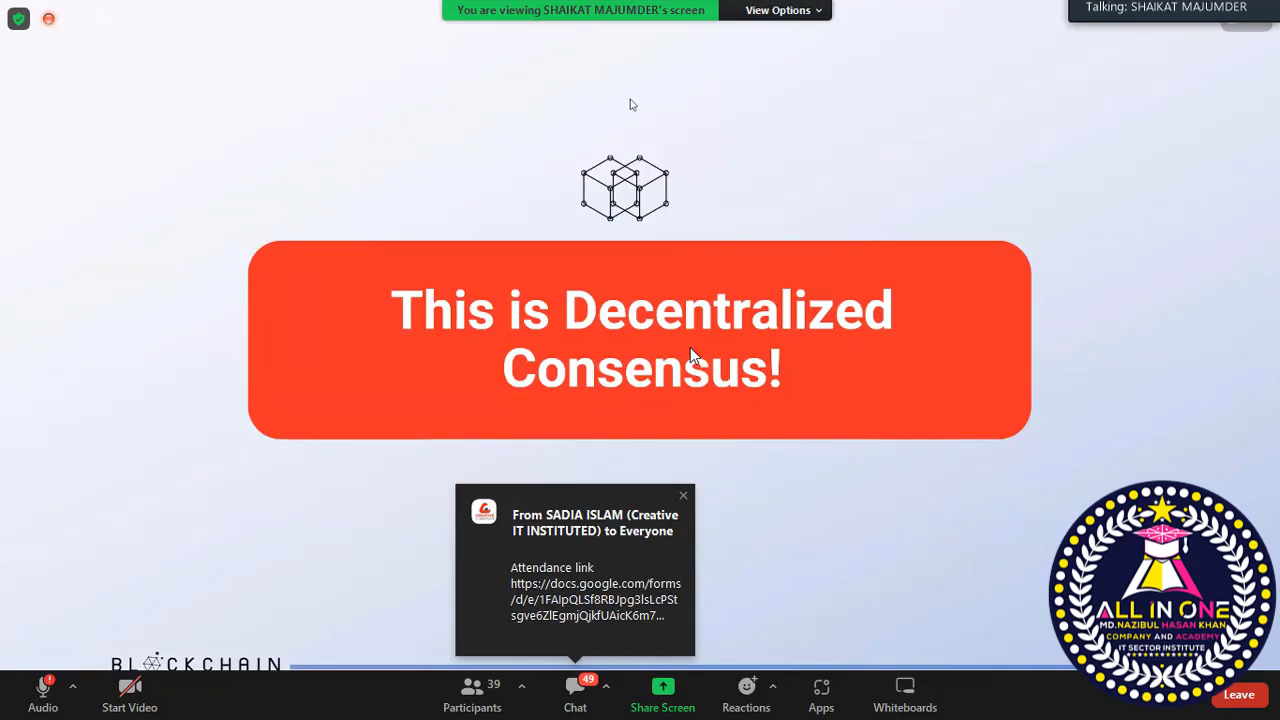 You are viewing SHAIKAT MAJUMDER's screen
View Options
Talking: SHAIKAT MAJUMDER
This is Decentralized
Consensus!
From SADIA ISLAM (Creative
IT INSTITUTED) to Everyone
Attendance link
https://docs.google.com/forms
/d/e/1FAIpQLSf8RBJpg3lsLcPSt
sgve6ZlEgmjQjkfUAicK6m7...
ALL IN ONE
MD.NAZIBUL HASAN KHAN
COMPANY AND ACADEMY
IT SECTOR INSTITUTE
BLOCKCHAIN
Audio
Start Video
39
Participants
49
Chat
Share Screen
Reactions
Apps
Whiteboards
Leave